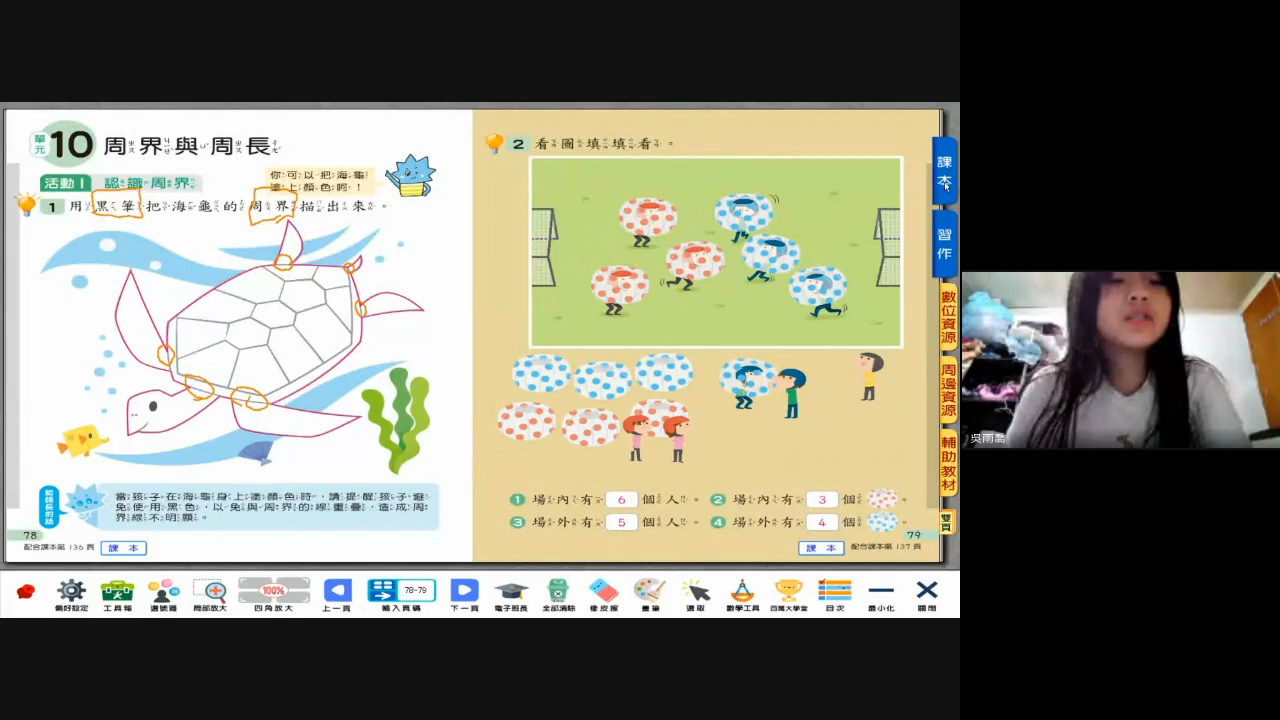 單元 10 周界與周長
活動1 認識周界
你可以把海龜
塗上顏色呵！
1 用黑筆把海龜的周界描出來。
給師長的話
當孩子在海龜身上塗顏色時，請提醒孩子避
免使用黑色，以免與周界的線重疊，造成周
界線不明顯。
78
配合課本第 136 頁 課本
2 看圖填填看。
1 場內有 6 個人。 2 場內有 3 個。
3 場外有 5 個人。 4 場外有 4 個。
79
課本 配合課本第 137 頁
課本
習作
數位資源
周邊資源
輔助教材
雙頁
吳雨喬
100% 78-79
偏好設定 工具箱 選號器 局部放大 四角放大 上一頁 輸入頁碼 下一頁 電子班長 全部清除 橡皮擦 畫筆 選取 數學工具 百萬大學堂 目次 最小化 關閉